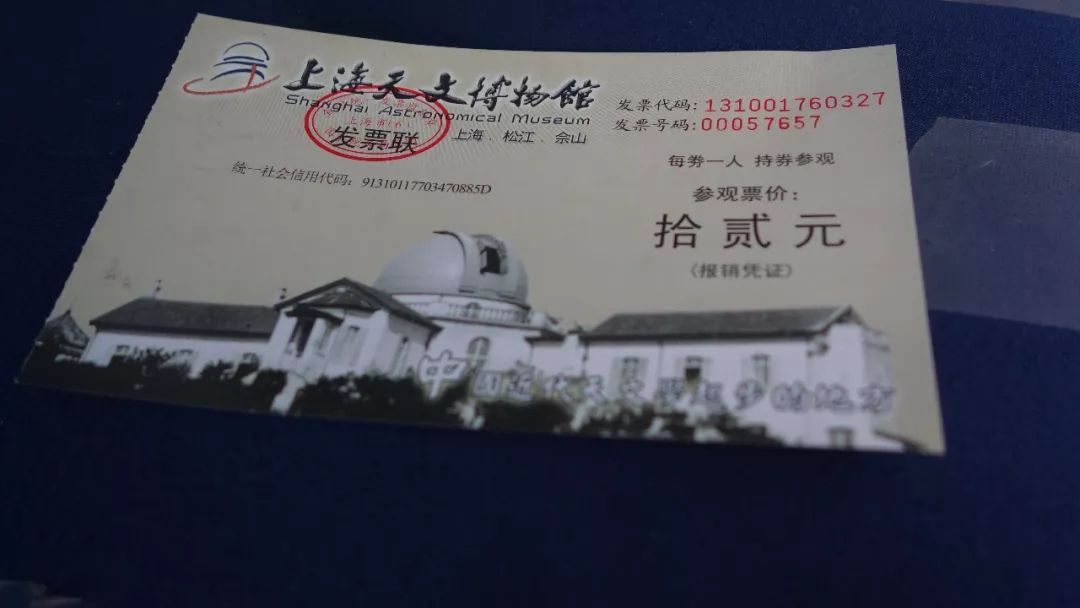 上海天文博物館
Shanghai Astronomical Museum
上海、松江、佘山
发票联
统一社会信用代码：91310117703470885D
发票代码：131001760327
发票号码：00057657
每券一人 持券参观
参观票价：
拾贰元
（报销凭证）
中国近代天文学起步的地方